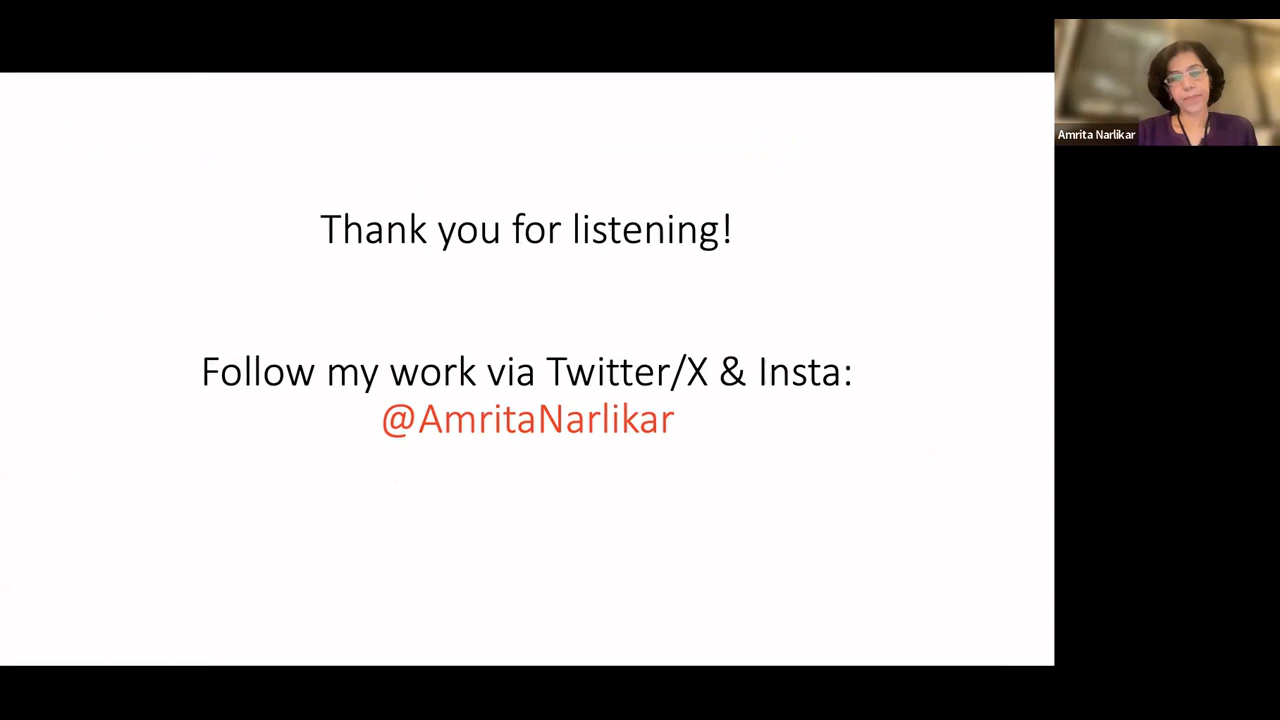 Thank you for listening!
Follow my work via Twitter/X & Insta:
@AmritaNarlikar
Amrita Narlikar